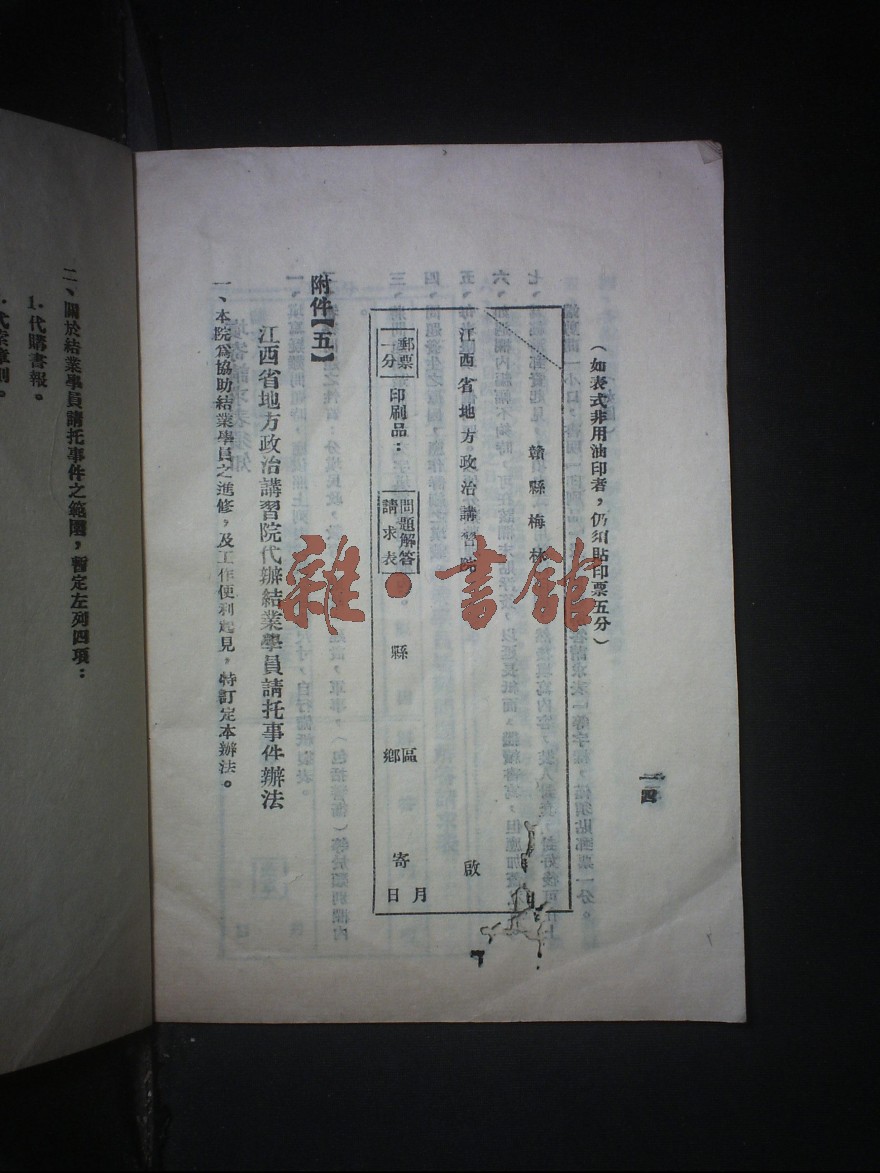 一四
(如表式非用油印者，仍須貼印票五分)
贛縣梅林
江西省地方政治講習院 啟
郵票一分
印刷品：
問題解答請求表
縣 區鄉 寄
月 日
附件【五】
江西省地方政治講習院代辦結業學員請托事件辦法
一、本院為協助結業學員之進修，及工作便利起見，特訂定本辦法。
二、關於結業學員請托事件之範圍，暫定左列四項：
1.代購書報。
雜·書館